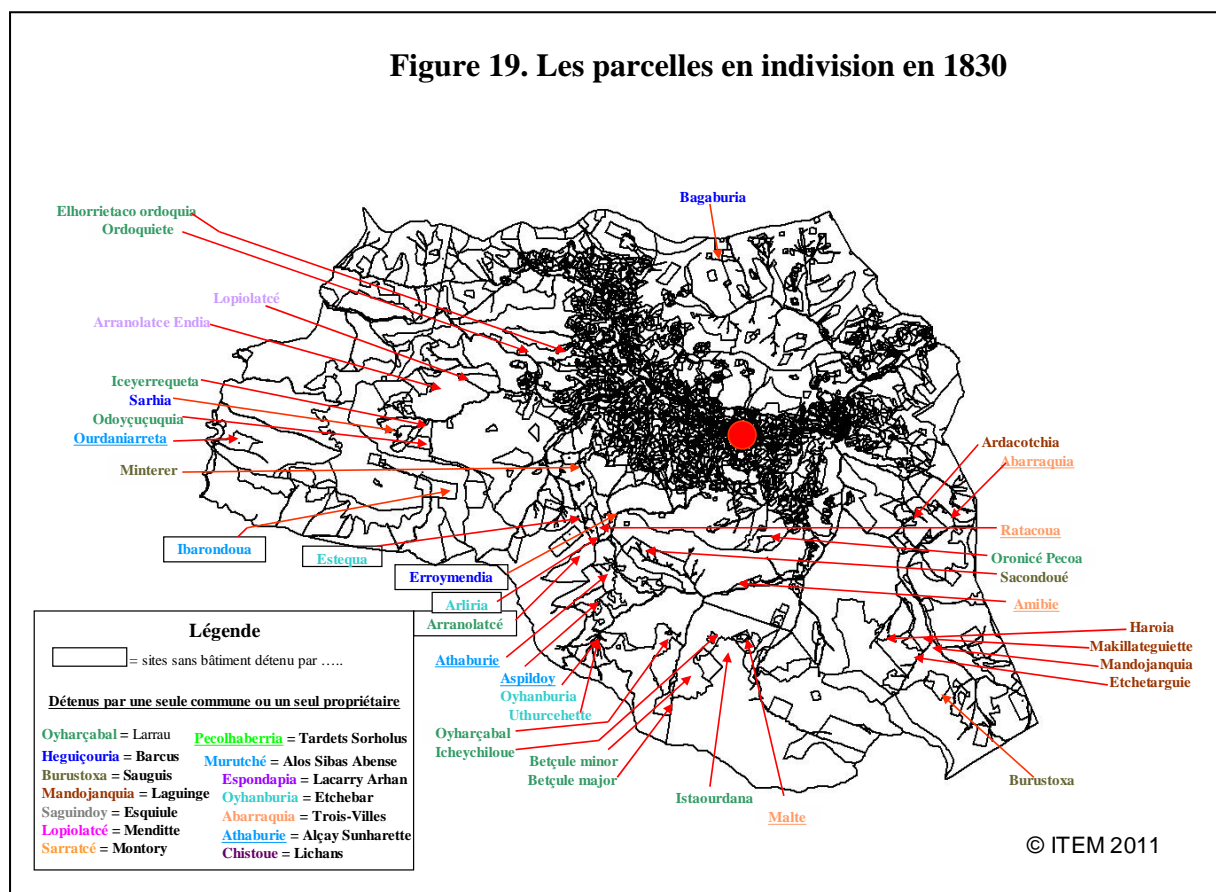 Figure 19. Les parcelles en indivision en 1830
Bagaburia
Elhorrietaco ordoquia
Ordoquiete
Lopiolatcé
Arranolatce Endia
Iceyerrequeta
Sarhia
Odoyçuçuquia
Ourdaniarreta
Minterer
Ibarondoua
Estequa
Erroymendia
Arliria
Arranolatcé
Athaburie
Aspildoy
Oyhanburia
Uthurcehette
Oyharçabal
Icheychiloue
Betçule minor
Betçule major
Istaourdana
Malte
Ardacotchia
Abarraquia
Ratacoua
Oronicé Pecoa
Sacondoué
Amibie
Haroia
Makillateguiette
Mandojanquia
Etchetarguie
Burustoxa
Légende
= sites sans bâtiment détenu par …..
Détenus par une seule commune ou un seul propriétaire
Oyharçabal = Larrau
Heguiçouria = Barcus
Burustoxa = Sauguis
Mandojanquia = Laguinge
Saguindoy = Esquiule
Lopiolatcé = Menditte
Sarratcé = Montory
Pecolhaberria = Tardets Sorholus
Murutché = Alos Sibas Abense
Espondapia = Lacarry Arhan
Oyhanburia = Etchebar
Abarraquia = Trois-Villes
Athaburie = Alçay Sunharette
Chistoue = Lichans
© ITEM 2011